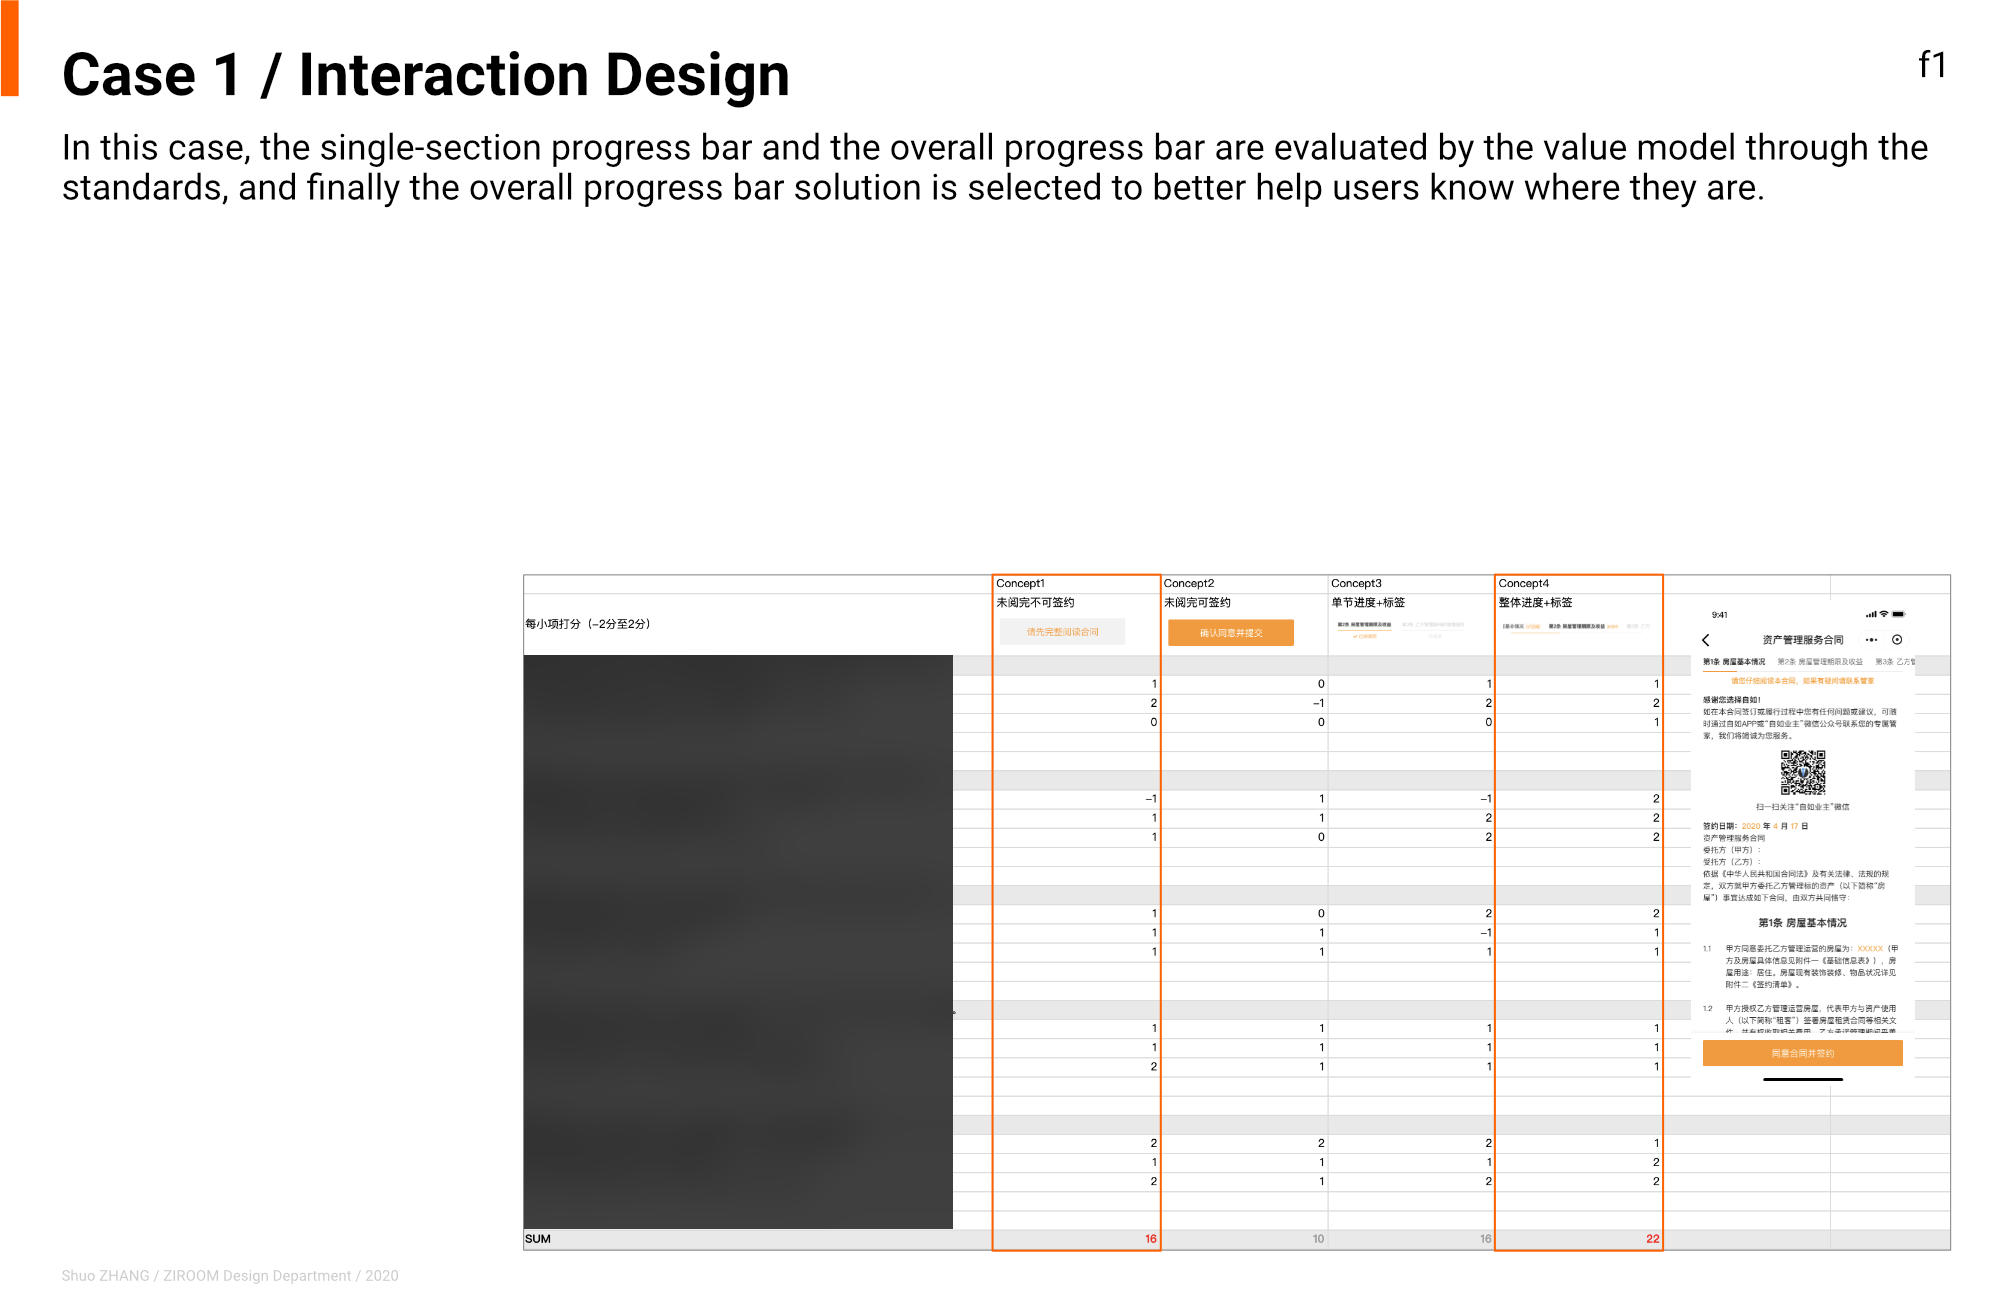 Case 1 / Interaction Design
f1
In this case, the single-section progress bar and the overall progress bar are evaluated by the value model through the
standards, and finally the overall progress bar solution is selected to better help users know where they are.
Concept1 Concept2 Concept3 Concept4
未阅完不可签约 未阅完可签约 单节进度+标签 整体进度+标签
每小项打分（-2分至2分）
请先完整阅读合同 确认同意并提交
第2条 房屋管理期限及收益
第2条 房屋管理期限及收益
1 0 1 1
2 -1 2 2
0 0 0 1
-1 1 -1 2
1 1 2 2
1 0 2 2
1 0 2 2
1 1 -1 1
1 1 1 1
1 1 1 1
1 1 1 1
2 1 1 1
2 2 2 1
1 1 1 2
2 1 2 2
SUM 16 10 16 22
9:41
资产管理服务合同
第1条 房屋基本情况 第2条 房屋管理期限及收益 第3条 乙方
请您仔细阅读本合同，如果有疑问请联系管家
感谢您选择自如！
如在本合同签订或履行过程中您有任何问题或建议，可随
时通过自如APP或“自如业主”微信公众号联系您的专属管
家，我们将竭诚为您服务。
扫一扫关注“自如业主”微信
签约日期：2020 年 4 月 17 日
资产管理服务合同
委托方（甲方）：
受托方（乙方）：
依据《中华人民共和国合同法》及有关法律、法规的规
定，双方就甲方委托乙方管理标的资产（以下简称“房
屋”）事宜达成如下合同，由双方共同恪守：
第1条 房屋基本情况
1.1 甲方同意委托乙方管理运营的房屋为：XXXXX（甲
方及房屋具体信息见附件一《基础信息表》），房
屋用途：居住。房屋现有装饰装修、物品状况详见
附件二《签约清单》。
1.2 甲方授权乙方管理运营房屋，代表甲方与资产使用
人（以下简称“租客”）签署房屋租赁合同等相关文
同意合同并签约
Shuo ZHANG / ZIROOM Design Department / 2020